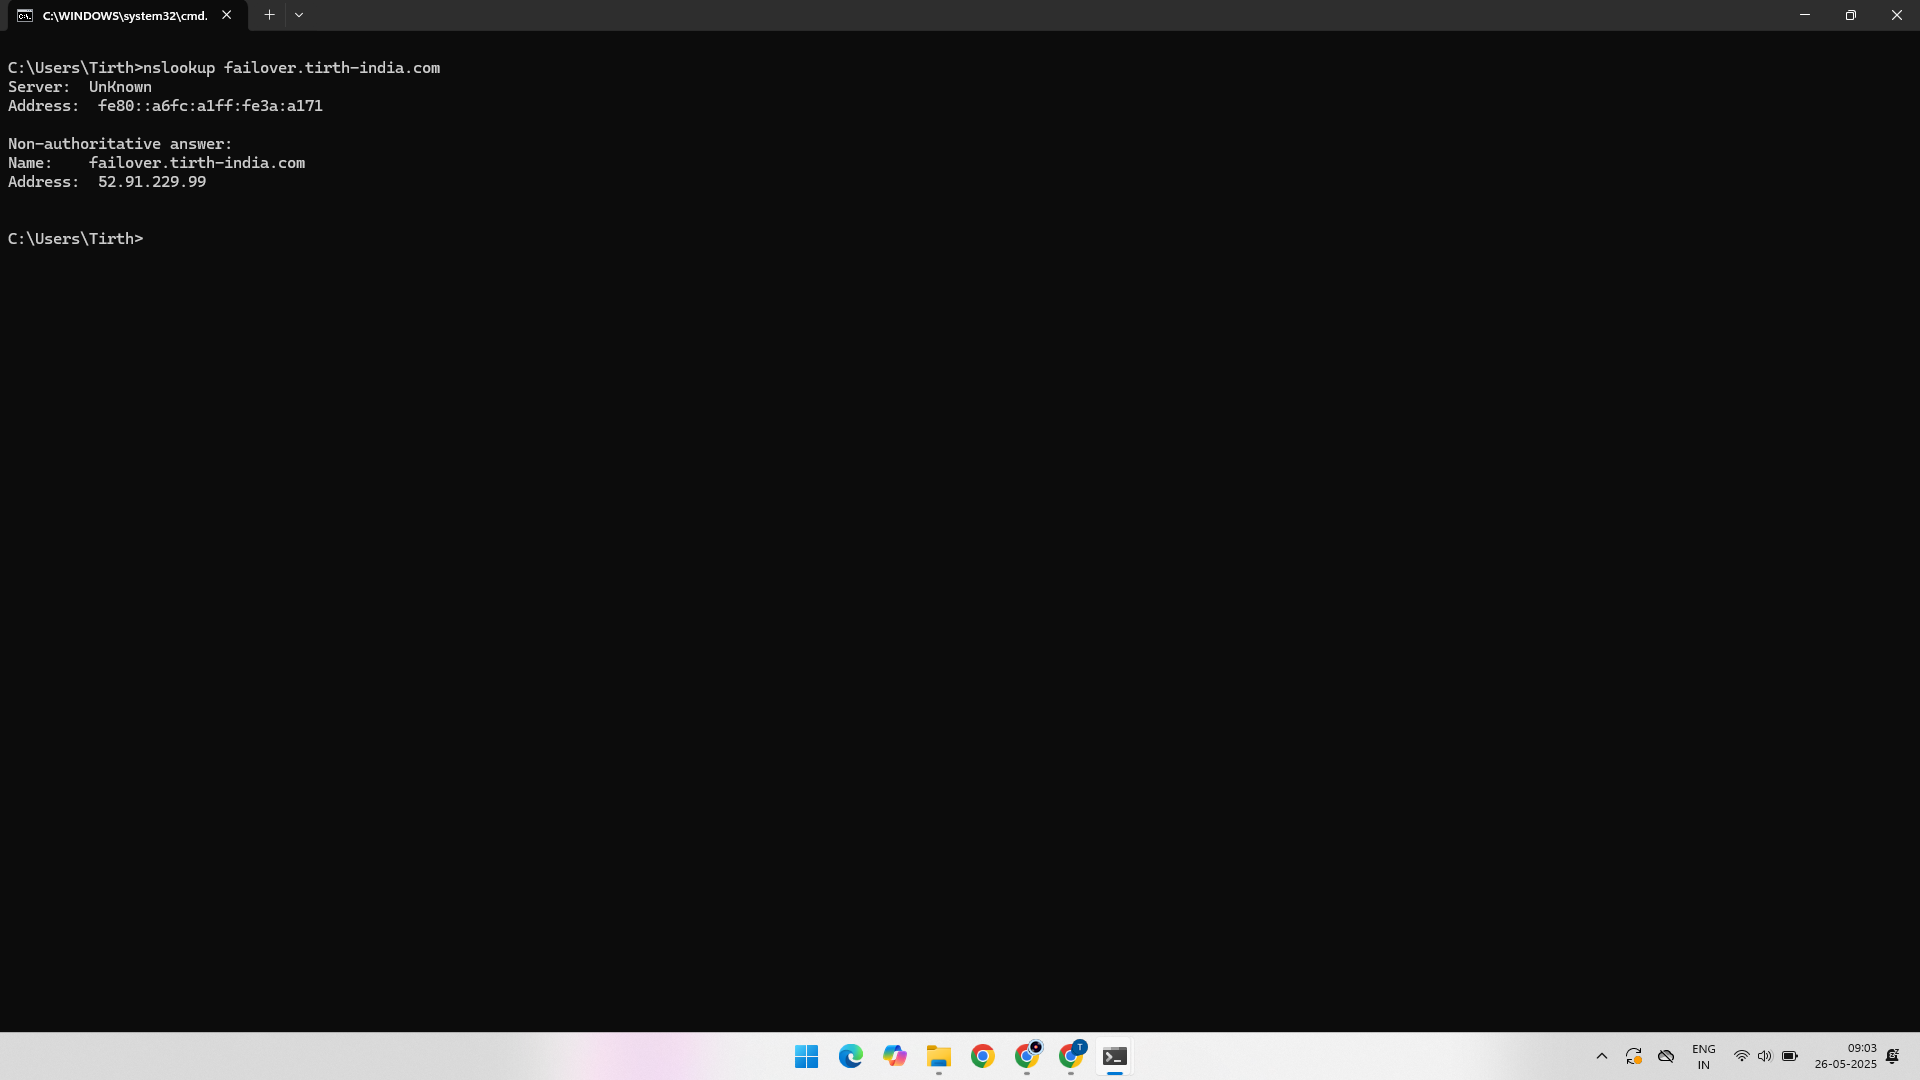 C:\WINDOWS\system32\cmd.
C:\Users\Tirth>nslookup failover.tirth-india.com
Server:  UnKnown
Address:  fe80::a6fc:a1ff:fe3a:a171
Non-authoritative answer:
Name:    failover.tirth-india.com
Address:  52.91.229.99
C:\Users\Tirth>
T
ENG
IN
09:03
26-05-2025